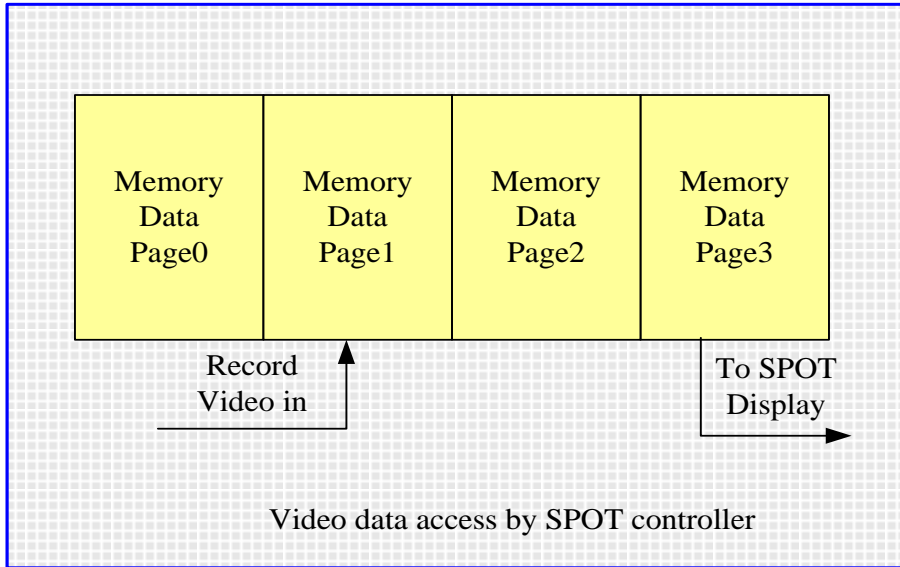 Memory
Data
Page0
Memory
Data
Page1
Memory
Data
Page2
Memory
Data
Page3
Record
Video in
To SPOT
Display
Video data access by SPOT controller